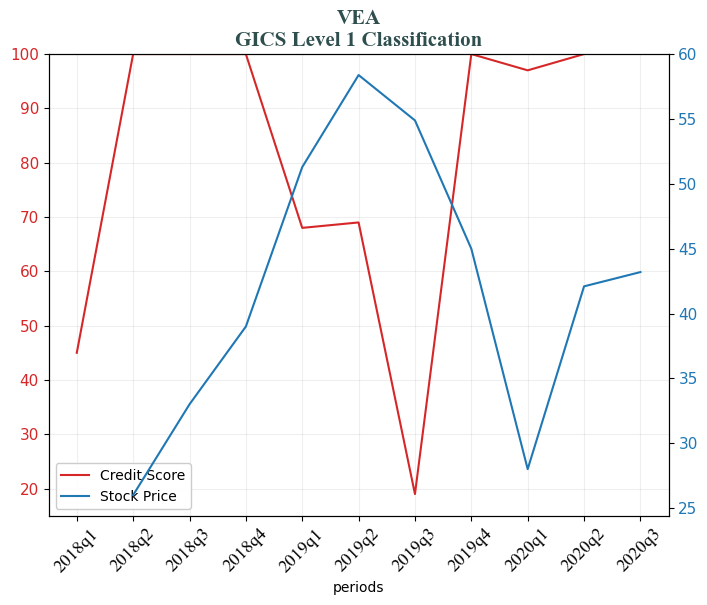 VEA
GICS Level 1 Classification
100
90
80
70
60
50
40
30
20
60
55
50
45
40
35
30
25
Credit Score
Stock Price
2018q1
2018q2
2018q3
2018q4
2019q1
2019q2
2019q3
2019q4
2020q1
2020q2
2020q3
periods